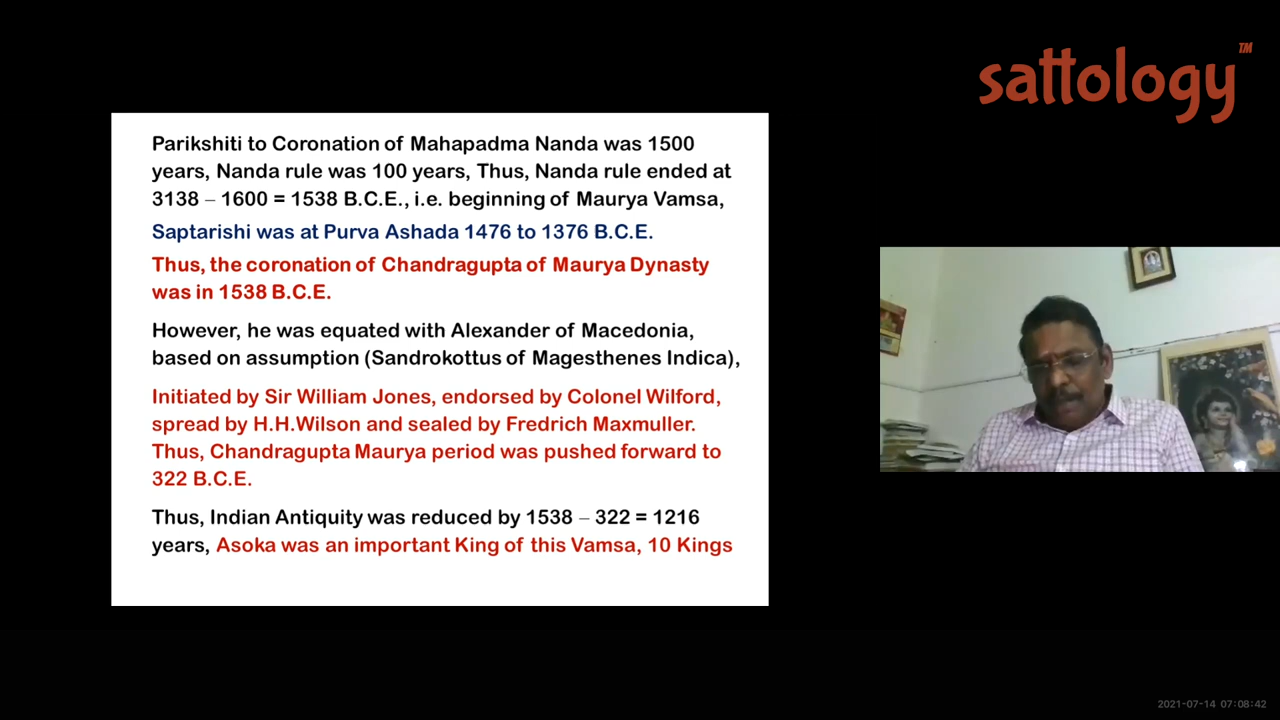 sattology™
Parikshiti to Coronation of Mahapadma Nanda was 1500
years, Nanda rule was 100 years, Thus, Nanda rule ended at
3138 – 1600 = 1538 B.C.E., i.e. beginning of Maurya Vamsa,
Saptarishi was at Purva Ashada 1476 to 1376 B.C.E.
Thus, the coronation of Chandragupta of Maurya Dynasty
was in 1538 B.C.E.
However, he was equated with Alexander of Macedonia,
based on assumption (Sandrokottus of Magesthenes Indica),
Initiated by Sir William Jones, endorsed by Colonel Wilford,
spread by H.H.Wilson and sealed by Fredrich Maxmuller.
Thus, Chandragupta Maurya period was pushed forward to
322 B.C.E.
Thus, Indian Antiquity was reduced by 1538 – 322 = 1216
years, Asoka was an important King of this Vamsa, 10 Kings
2021-07-14 07:08:42